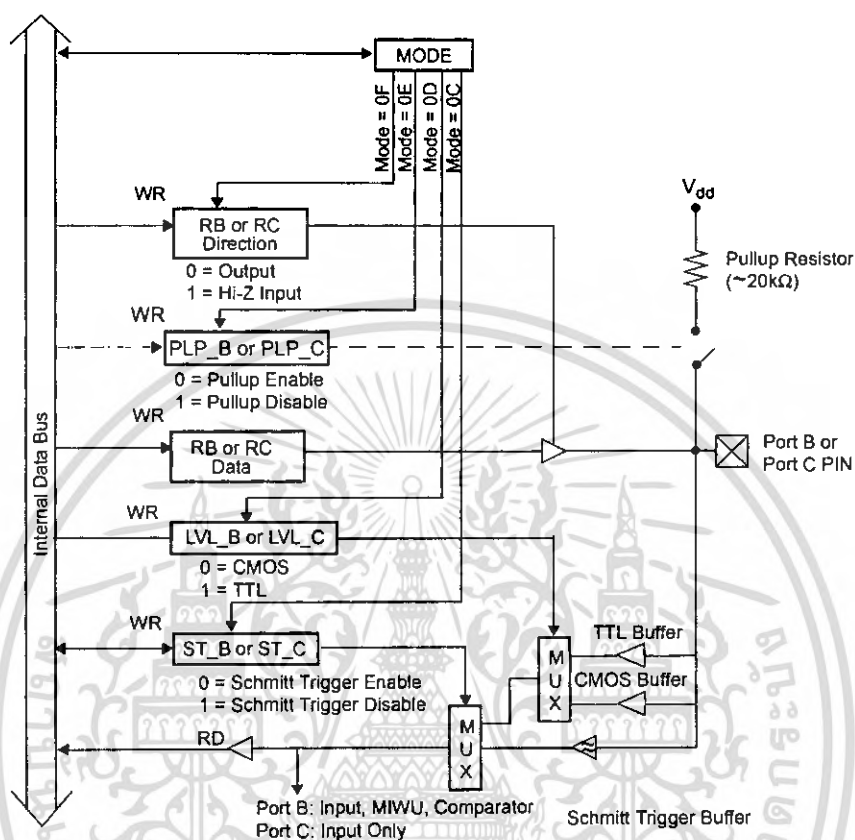 MODE
Mode = 0F
Mode = 0E
Mode = 0D
Mode = 0C
WR
RB or RC
Direction
0 = Output
1 = Hi-Z Input
Vdd
Pullup Resistor
(~20kΩ)
WR
PLP_B or PLP_C
0 = Pullup Enable
1 = Pullup Disable
Internal Data Bus
WR
RB or RC
Data
Port B or
Port C PIN
WR
LVL_B or LVL_C
0 = CMOS
1 = TTL
WR
ST_B or ST_C
0 = Schmitt Trigger Enable
1 = Schmitt Trigger Disable
TTL Buffer
CMOS Buffer
MUX
MUX
RD
Port B: Input, MIWU, Comparator
Port C: Input Only
Schmitt Trigger Buffer